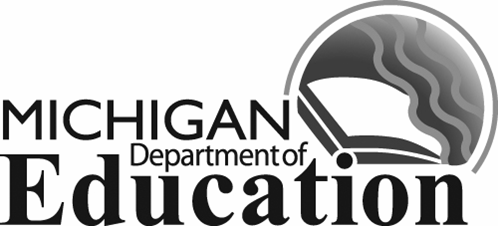 MICHIGAN
Department of
Education